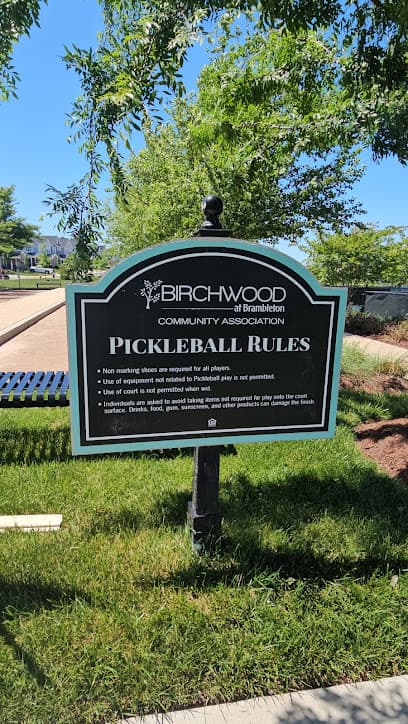 BIRCHWOOD
at Brambleton
COMMUNITY ASSOCIATION
PICKLEBALL RULES
• Non marking shoes are required for all players.
• Use of equipment not related to Pickleball play is not permitted.
• Use of court is not permitted when wet.
• Individuals are asked to avoid taking items not required for play onto the court
surface. Drinks, food, gum, sunscreen, and other products can damage the finish.